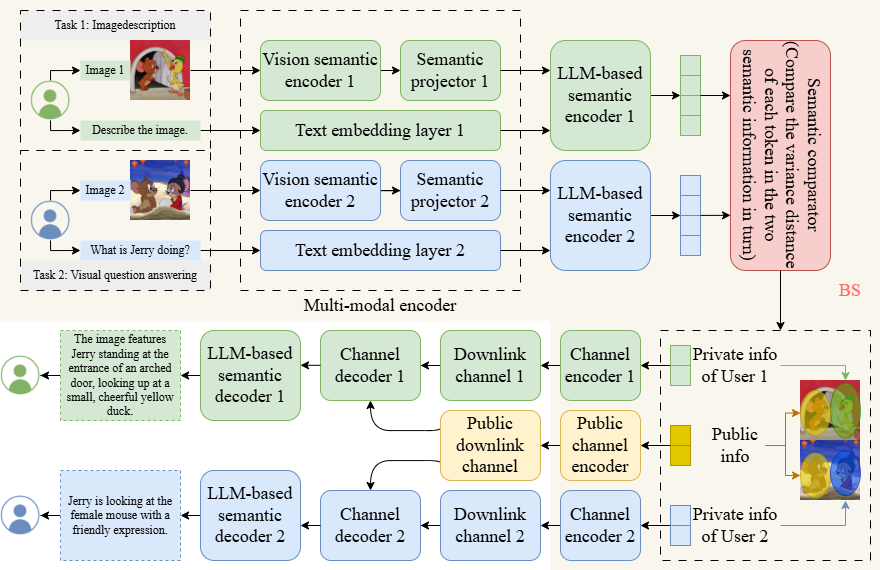 Task 1: Imagedescription
Image 1
Describe the image.
Image 2
What is Jerry doing?
Task 2: Visual question answering
Vision semantic
encoder 1
Semantic
projector 1
Text embedding layer 1
Vision semantic
encoder 2
Semantic
projector 2
Text embedding layer 2
Multi-modal encoder
LLM-based
semantic
encoder 1
LLM-based
semantic
encoder 2
Semantic comparator
(Compare the variance distance
of each token in the two
semantic information in turn)
BS
The image features
Jerry standing at the
entrance of an arched
door, looking up at a
small, cheerful yellow
duck.
LLM-based
semantic
decoder 1
Channel
decoder 1
Downlink
channel 1
Channel
encoder 1
Private info
of User 1
Public
downlink
channel
Public
channel
encoder
Public
info
Jerry is looking at the
female mouse with a
friendly expression.
LLM-based
semantic
decoder 2
Channel
decoder 2
Downlink
channel 2
Channel
encoder 2
Private info
of User 2